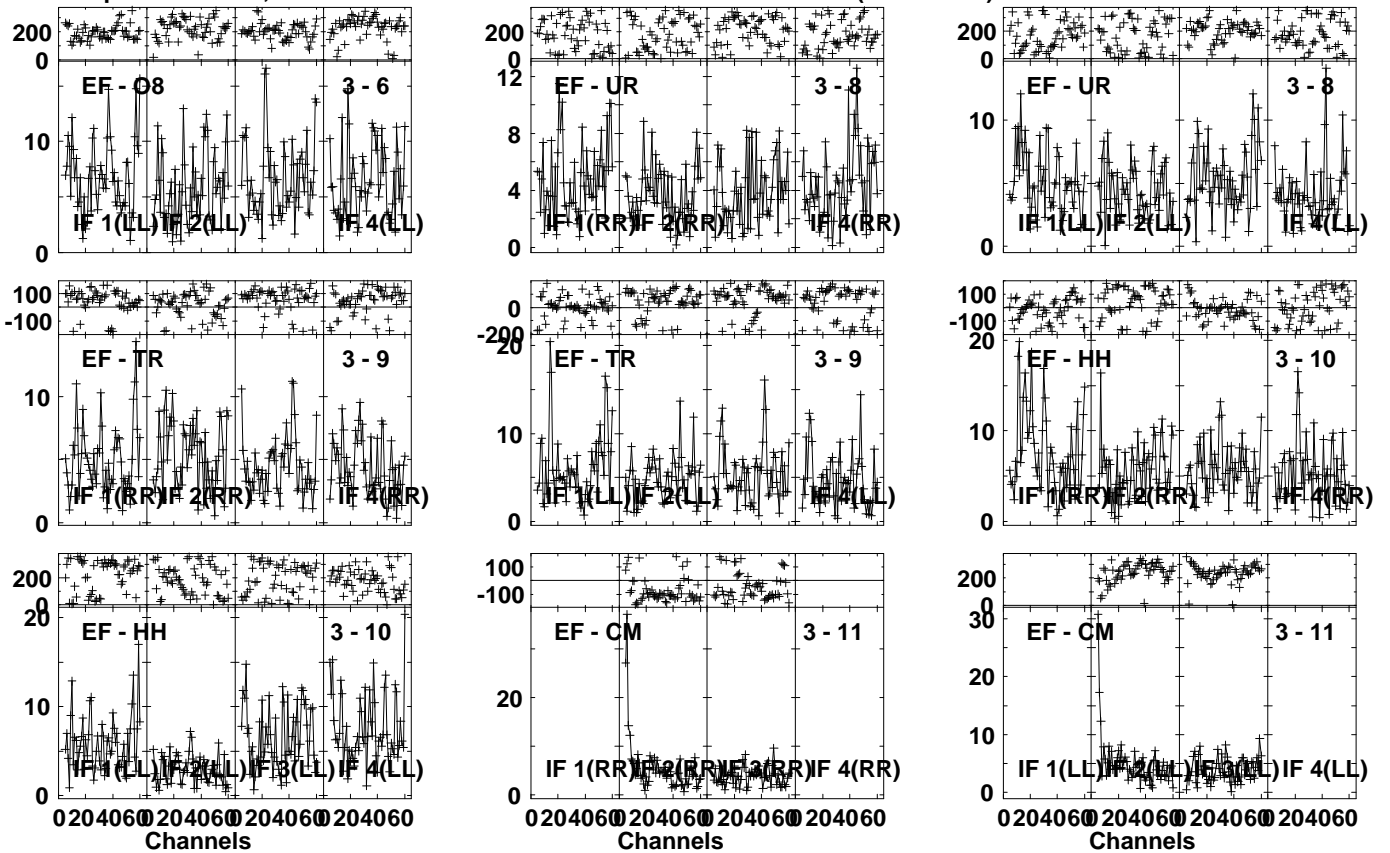 200
0
EF - O8 3 - 6
10
0
IF 1(LL) IF 2(LL) IF 4(LL)
200
0
EF - UR 3 - 8
12
8
4
0
IF 1(RR) IF 2(RR) IF 4(RR)
200
0
EF - UR 3 - 8
10
0
IF 1(LL) IF 2(LL) IF 4(LL)
100
-100
EF - TR 3 - 9
10
0
IF 1(RR) IF 2(RR) IF 4(RR)
0
-200
20
EF - TR 3 - 9
10
0
IF 1(LL) IF 2(LL) IF 4(LL)
100
-100
20
EF - HH 3 - 10
10
0
IF 1(RR) IF 2(RR) IF 4(RR)
200
0
20
EF - HH 3 - 10
10
0
IF 1(LL) IF 2(LL) IF 3(LL) IF 4(LL)
0 20 40 60 0 20 40 60 0 20 40 60 0 20 40 60
Channels
100
-100
EF - CM 3 - 11
20
0
IF 1(RR) IF 2(RR) IF 3(RR) IF 4(RR)
0 20 40 60 0 20 40 60 0 20 40 60 0 20 40 60
Channels
200
0
30
EF - CM 3 - 11
20
10
0
IF 1(LL) IF 2(LL) IF 3(LL) IF 4(LL)
0 20 40 60 0 20 40 60 0 20 40 60 0 20 40 60
Channels